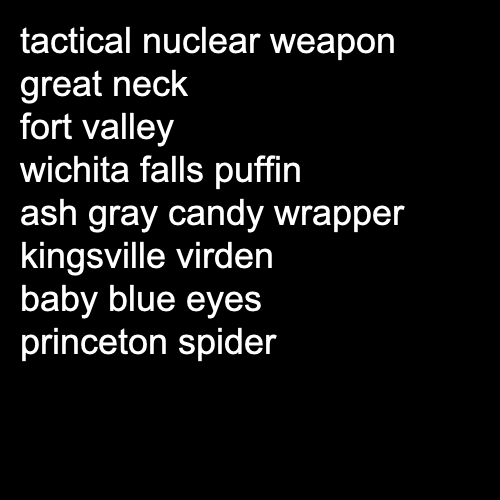 tactical nuclear weapon
great neck
fort valley
wichita falls puffin
ash gray candy wrapper
kingsville virden
baby blue eyes
princeton spider